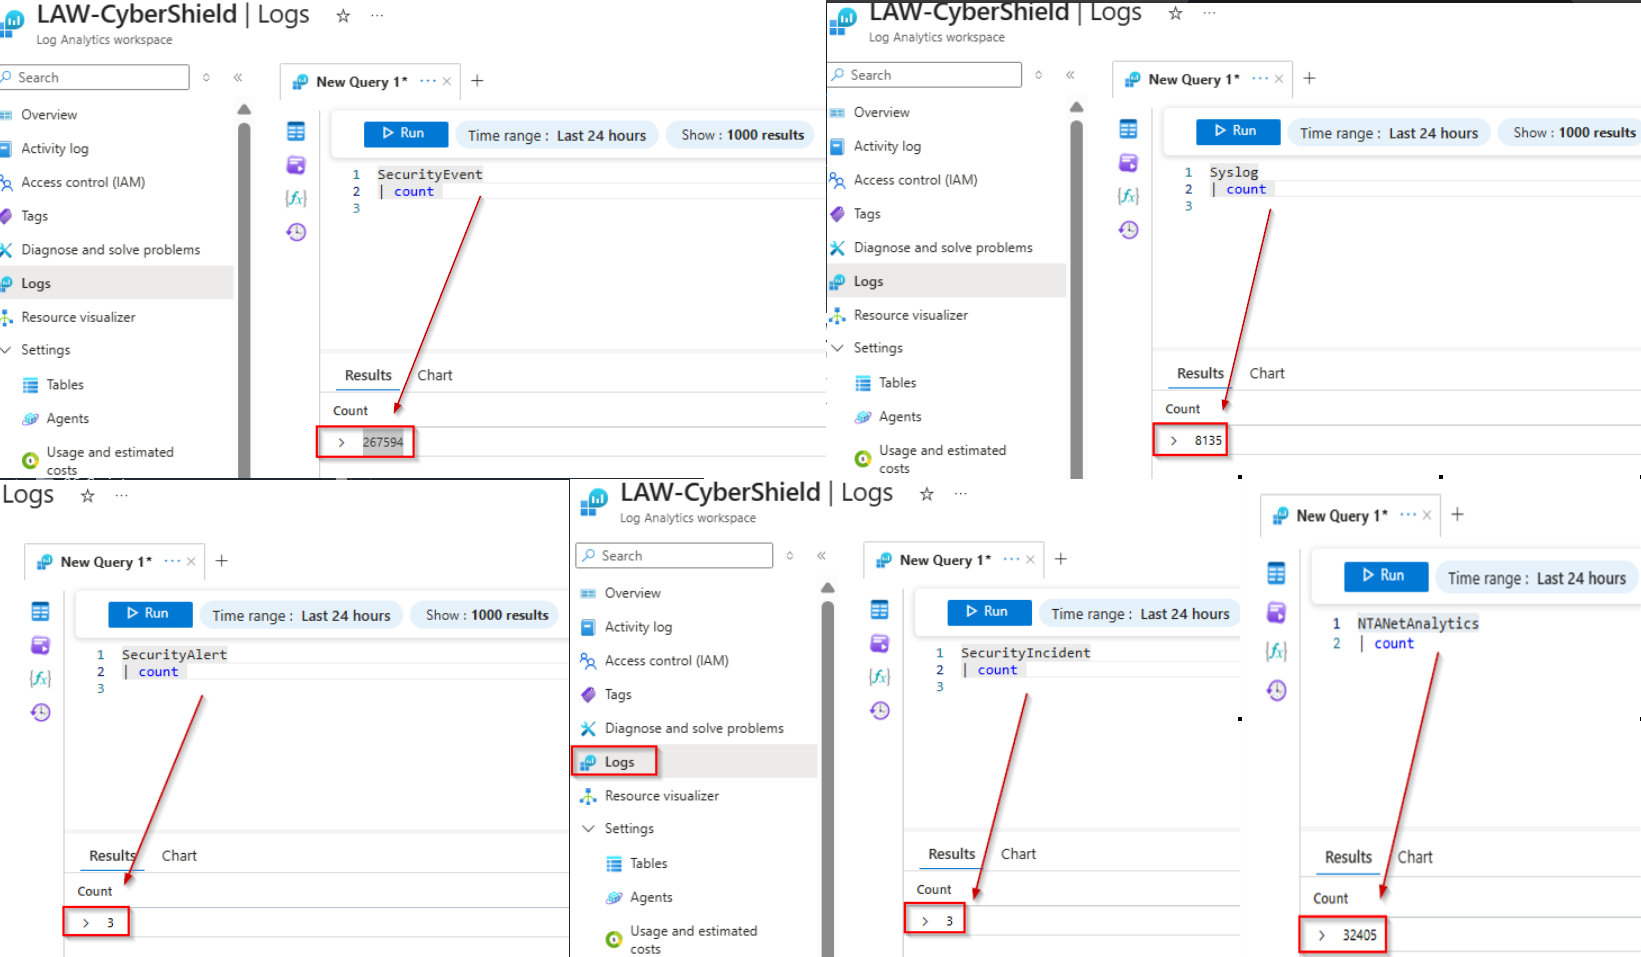 LAW-CyberShield | Logs ☆ ···
Log Analytics workspace
Search
Overview
Activity log
Access control (IAM)
Tags
Diagnose and solve problems
Logs
Resource visualizer
Settings
Tables
Agents
Usage and estimated
costs
New Query 1* ··· × +
Run
Time range : Last 24 hours
Show : 1000 results
1 SecurityEvent
2 | count
3
Results Chart
Count
> 267594
LAW-CyberShield | Logs ☆ ···
Log Analytics workspace
Search
Overview
Activity log
Access control (IAM)
Tags
Diagnose and solve problems
Logs
Resource visualizer
Settings
Tables
Agents
Usage and estimated
costs
New Query 1* ··· × +
Run
Time range : Last 24 hours
Show : 1000 results
1 Syslog
2 | count
3
Results Chart
Count
> 8135
Logs ☆ ···
New Query 1* ··· × +
Run
Time range : Last 24 hours
Show : 1000 results
1 SecurityAlert
2 | count
3
Results Chart
Count
> 3
LAW-CyberShield | Logs ☆ ···
Log Analytics workspace
Search
Overview
Activity log
Access control (IAM)
Tags
Diagnose and solve problems
Logs
Resource visualizer
Settings
Tables
Agents
Usage and estimated
costs
New Query 1* ··· × +
Run
Time range : Last 24 hours
1 SecurityIncident
2 | count
3
Results Chart
Count
> 3
New Query 1* ··· × +
Run
Time range : Last 24 hours
1 NTANetAnalytics
2 | count
Results Chart
Count
> 32405